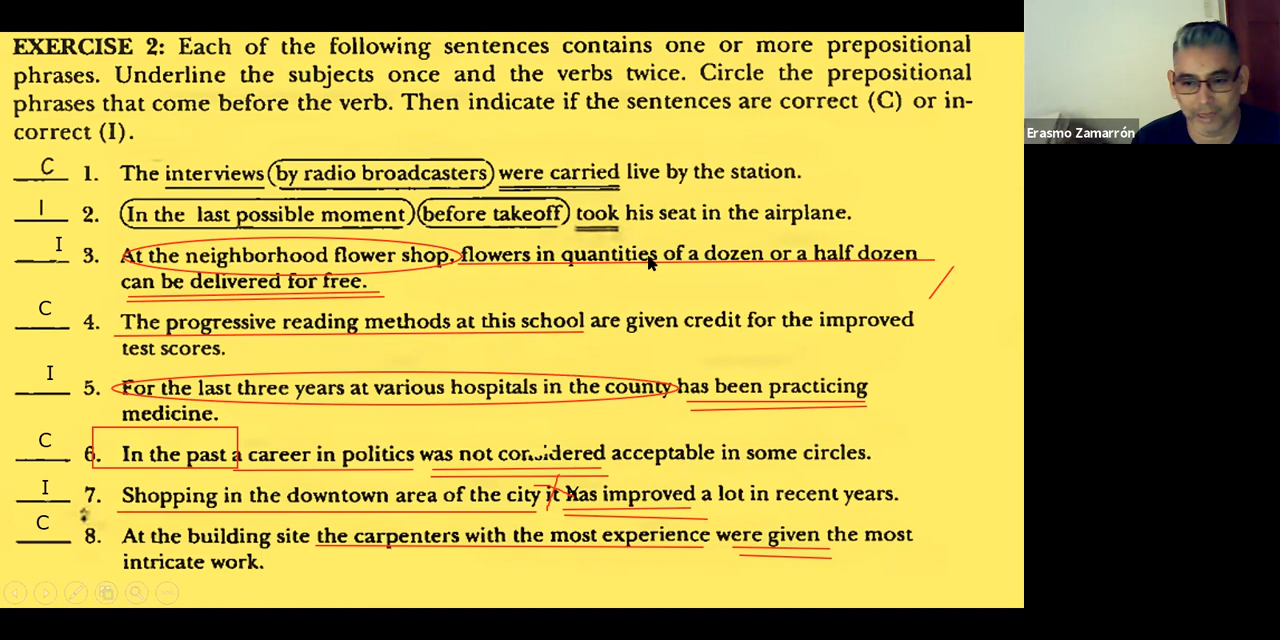 EXERCISE 2: Each of the following sentences contains one or more prepositional
phrases. Underline the subjects once and the verbs twice. Circle the prepositional
phrases that come before the verb. Then indicate if the sentences are correct (C) or in-
correct (I).
C 1. The interviews by radio broadcasters were carried live by the station.
I 2. In the last possible moment before takeoff took his seat in the airplane.
I 3. At the neighborhood flower shop, flowers in quantities of a dozen or a half dozen
can be delivered for free.
C 4. The progressive reading methods at this school are given credit for the improved
test scores.
I 5. For the last three years at various hospitals in the county has been practicing
medicine.
C 6. In the past a career in politics was not considered acceptable in some circles.
I 7. Shopping in the downtown area of the city it has improved a lot in recent years.
C 8. At the building site the carpenters with the most experience were given the most
intricate work.
Erasmo Zamarrón